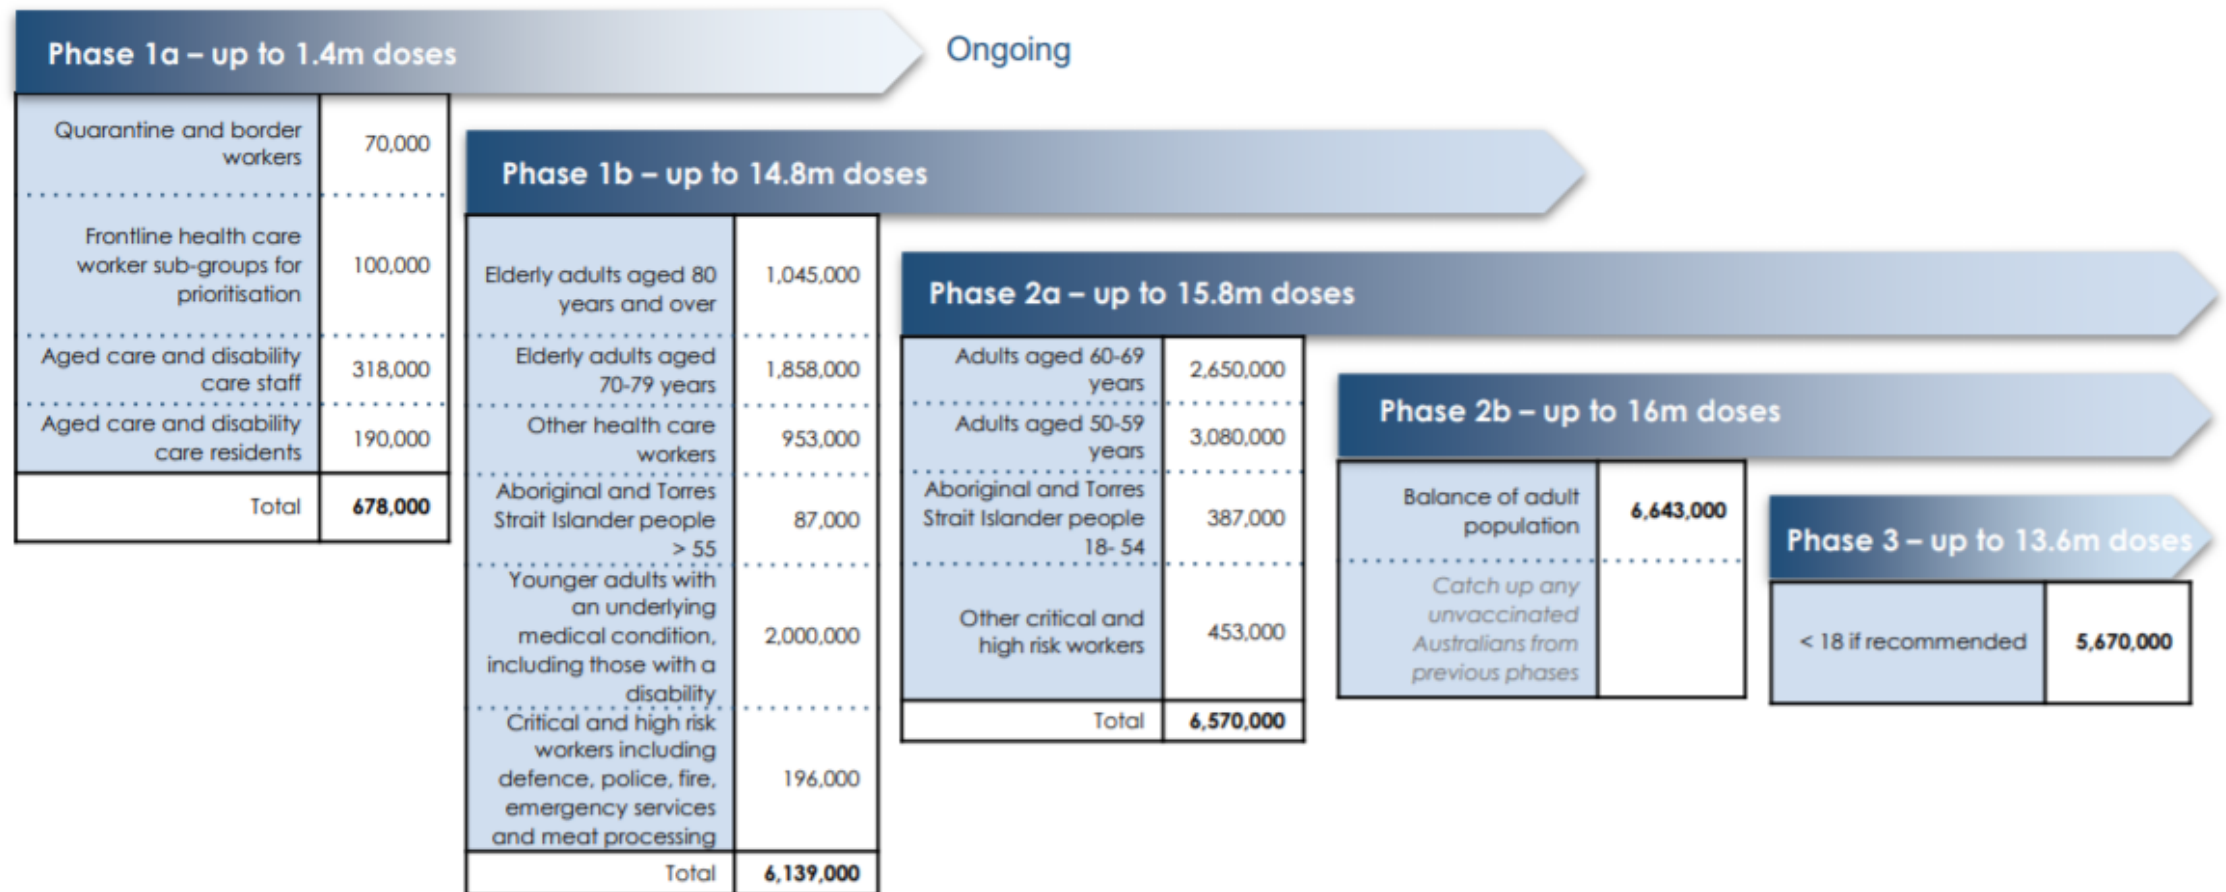 Phase 1a – up to 1.4m doses
Ongoing
Quarantine and border
workers
70,000
Frontline health care
worker sub-groups for
prioritisation
100,000
Aged care and disability
care staff
318,000
Aged care and disability
care residents
190,000
Total
678,000
Phase 1b – up to 14.8m doses
Elderly adults aged 80
years and over
1,045,000
Elderly adults aged
70-79 years
1,858,000
Other health care
workers
953,000
Aboriginal and Torres
Strait Islander people
> 55
87,000
Younger adults with
an underlying
medical condition,
including those with a
disability
2,000,000
Critical and high risk
workers including
defence, police, fire,
emergency services
and meat processing
196,000
Total
6,139,000
Phase 2a – up to 15.8m doses
Adults aged 60-69
years
2,650,000
Adults aged 50-59
years
3,080,000
Aboriginal and Torres
Strait Islander people
18- 54
387,000
Other critical and
high risk workers
453,000
Total
6,570,000
Phase 2b – up to 16m doses
Balance of adult
population
6,643,000
Catch up any
unvaccinated
Australians from
previous phases
Phase 3 – up to 13.6m doses
< 18 if recommended
5,670,000